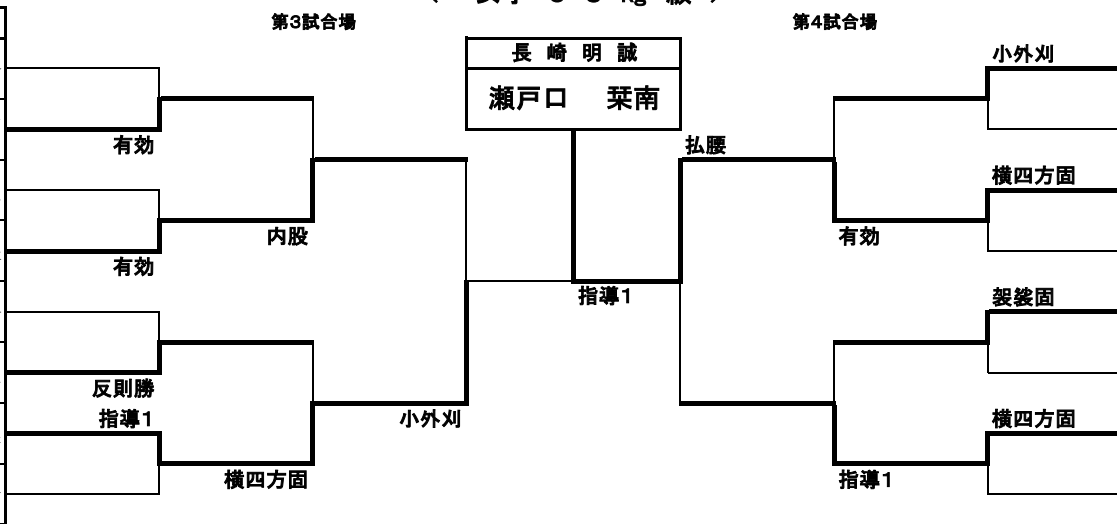 第3試合場
第4試合場
長 崎 明 誠
瀬戸口 栞南
小外刈
有効
払腰
横四方固
内股
有効
有効
指導1
袈裟固
反則勝
指導1
小外刈
横四方固
横四方固
指導1